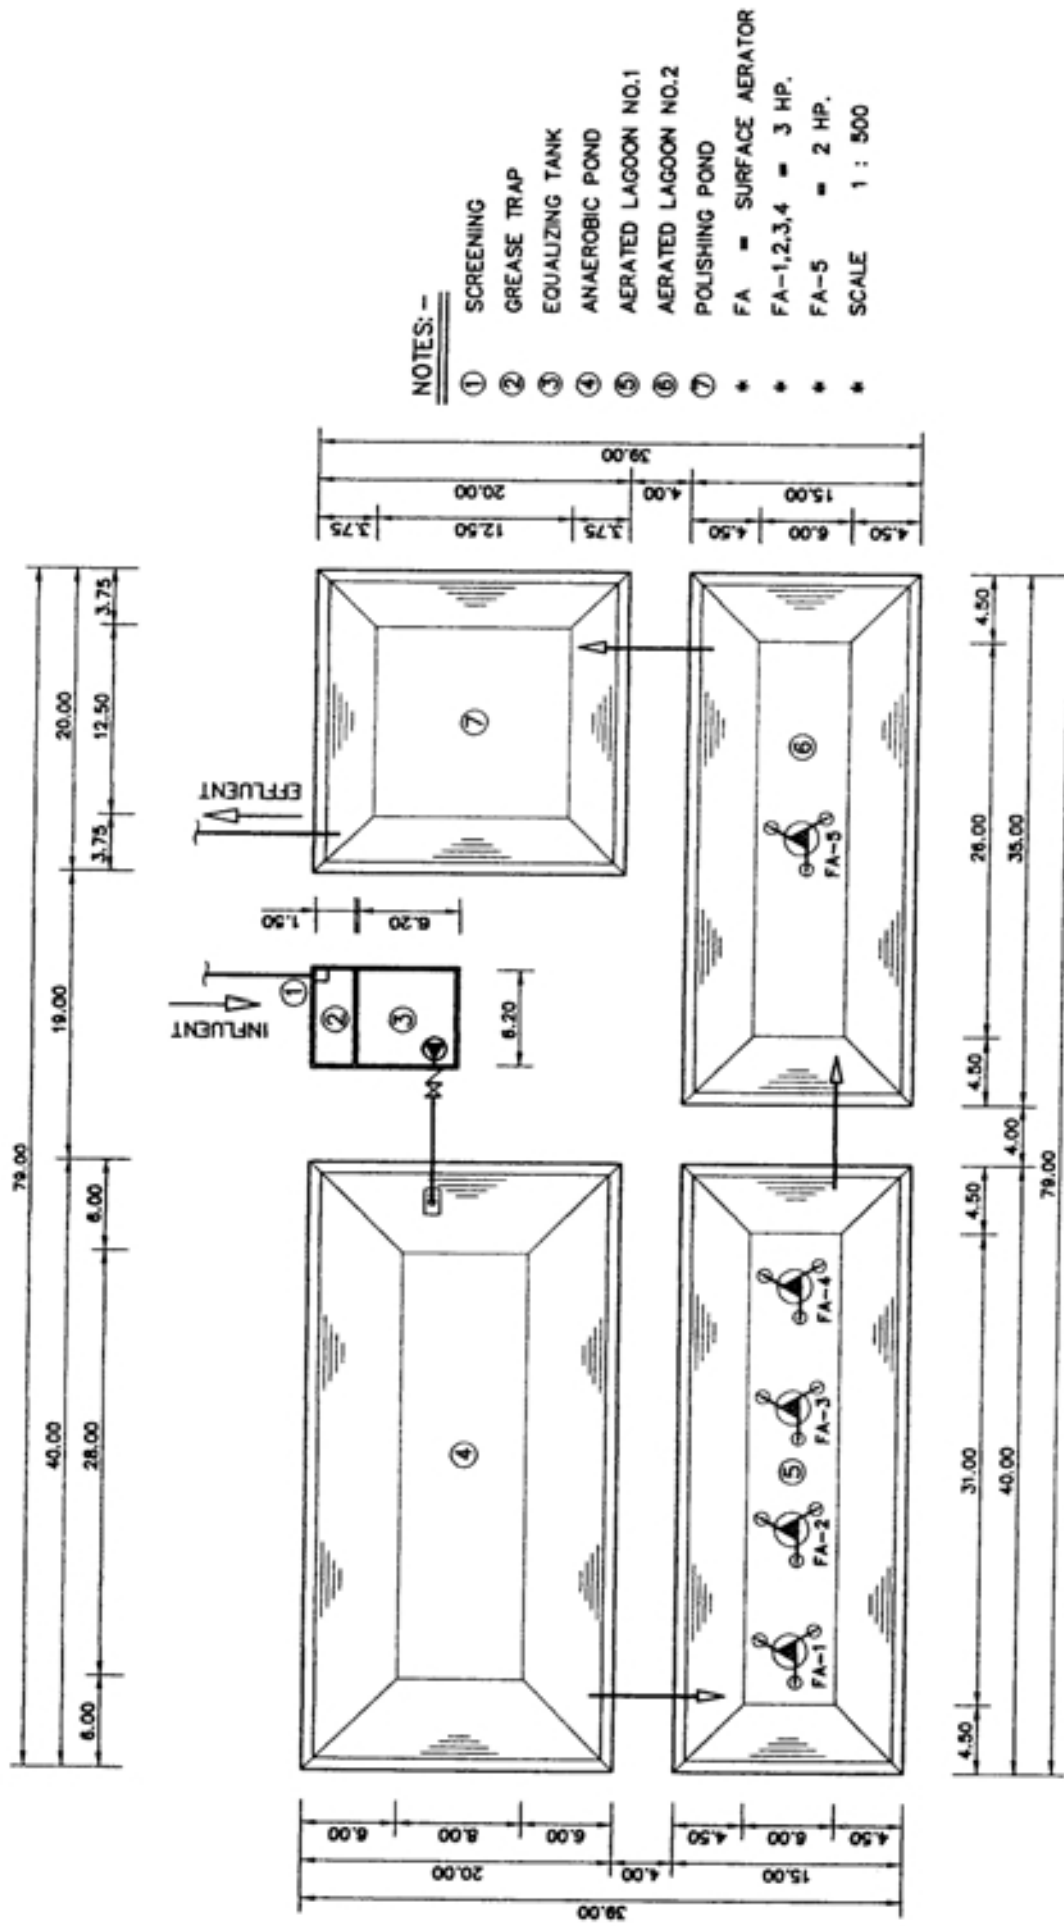 79.00
40.00
19.00
20.00
6.00
28.00
6.00
3.75
12.50
3.75
INFLUENT
EFFLUENT
39.00
20.00
6.00
8.00
6.00
4.00
15.00
4.50
6.00
4.50
④
①
②
③
1.50
6.20
6.20
⑦
39.00
20.00
3.75
12.50
3.75
4.00
15.00
4.50
6.00
4.50
FA-1
FA-2
⑤
FA-3
FA-4
FA-5
⑥
4.50
31.00
4.50
4.50
26.00
4.50
40.00
4.00
35.00
79.00
NOTES: -
① SCREENING
② GREASE TRAP
③ EQUALIZING TANK
④ ANAEROBIC POND
⑤ AERATED LAGOON NO.1
⑥ AERATED LAGOON NO.2
⑦ POLISHING POND
* FA = SURFACE AERATOR
* FA-1,2,3,4 = 3 HP.
* FA-5 = 2 HP.
* SCALE 1 : 500